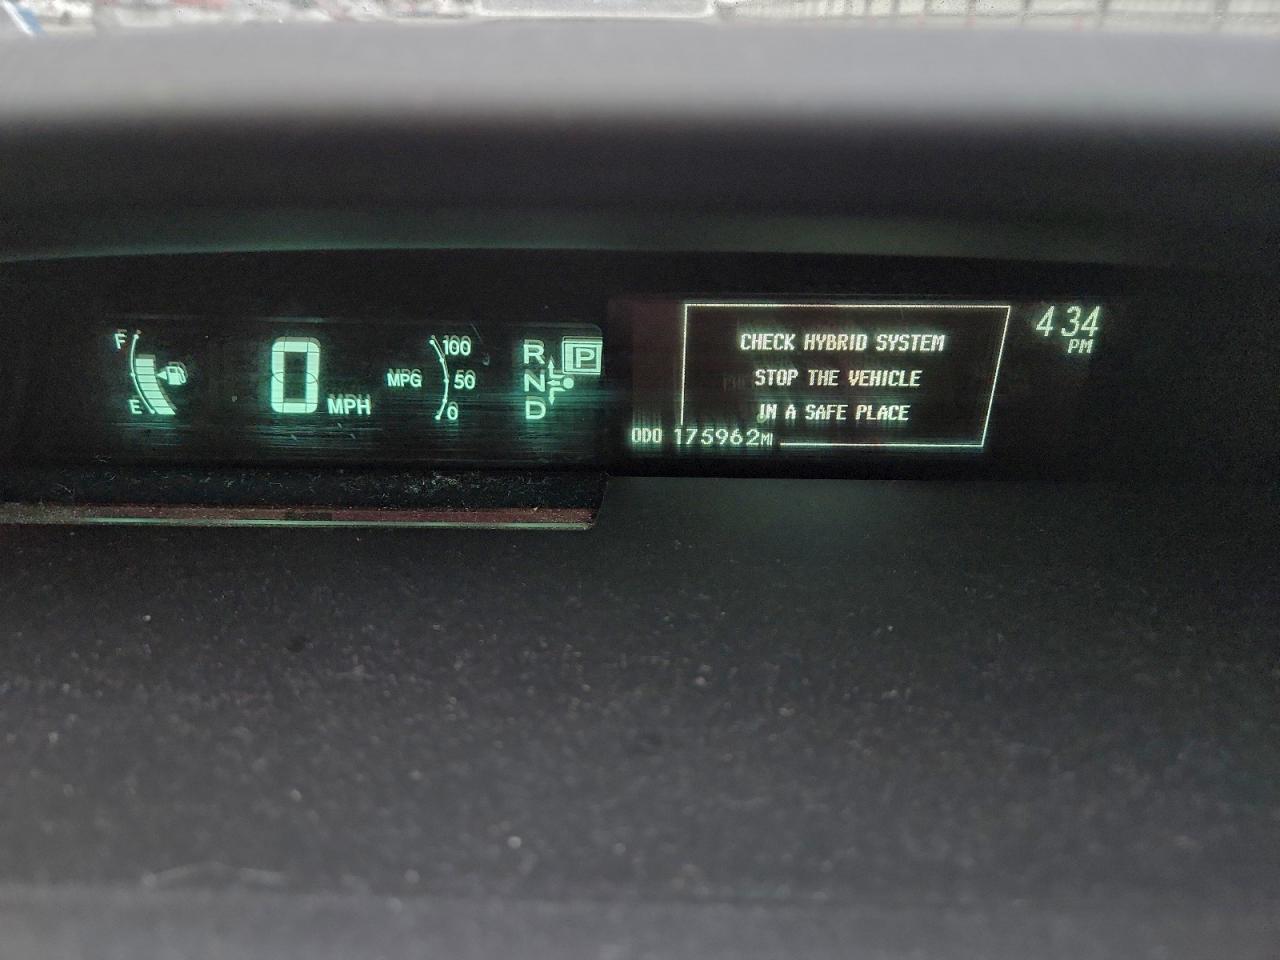 F
E
0 MPH
MPG
100
50
0
R
N
D
P
CHECK HYBRID SYSTEM
STOP THE VEHICLE
IN A SAFE PLACE
ODO 175962MI
4 34
PM